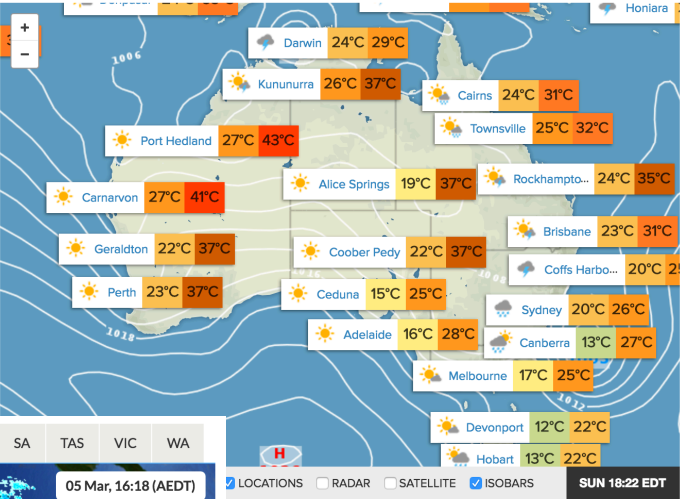 1006
Honiara
+
−
Darwin 24°C 29°C
Kununurra 26°C 37°C
Cairns 24°C 31°C
Townsville 25°C 32°C
Port Hedland 27°C 43°C
Alice Springs 19°C 37°C
Rockhampto... 24°C 35°C
Carnarvon 27°C 41°C
Brisbane 23°C 31°C
Geraldton 22°C 37°C
Coober Pedy 22°C 37°C
Coffs Harbo... 20°C
1008
Perth 23°C 37°C
Ceduna 15°C 25°C
Sydney 20°C 26°C
1018
Adelaide 16°C 28°C
Canberra 13°C 27°C
Melbourne 17°C 25°C
1012
Devonport 12°C 22°C
Hobart 13°C 22°C
H
SA TAS VIC WA
05 Mar, 16:18 (AEDT)
LOCATIONS RADAR SATELLITE ISOBARS SUN 18:22 EDT